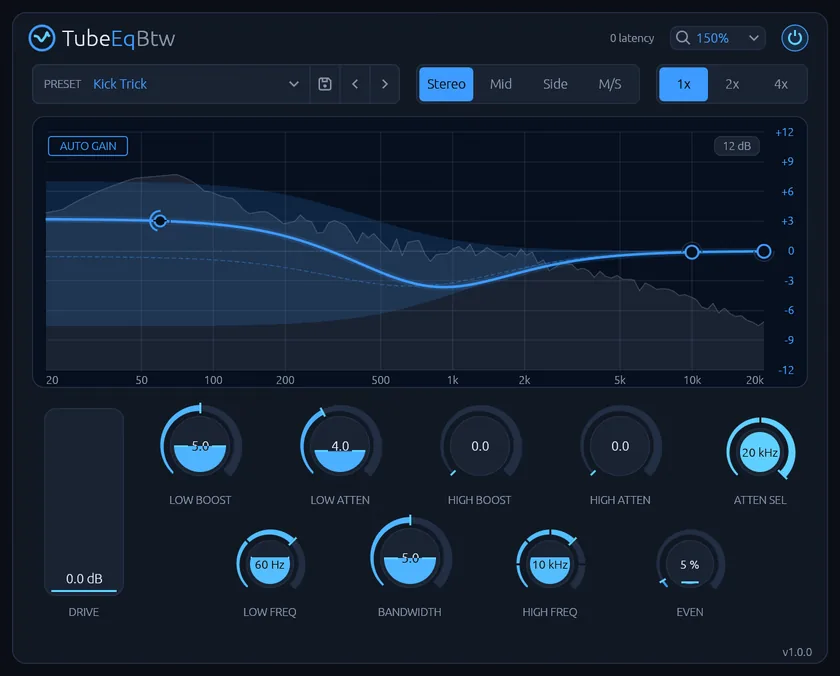 TubeEqBtw
0 latency
150%
PRESET Kick Trick
Stereo Mid Side M/S
1x 2x 4x
AUTO GAIN
12 dB
+12
+9
+6
+3
0
-3
-6
-9
-12
20 50 100 200 500 1k 2k 5k 10k 20k
5.0 4.0 0.0 0.0 20 kHz
LOW BOOST LOW ATTEN HIGH BOOST HIGH ATTEN ATTEN SEL
60 Hz 5.0 10 kHz 5 %
0.0 dB
DRIVE LOW FREQ BANDWIDTH HIGH FREQ EVEN
v1.0.0